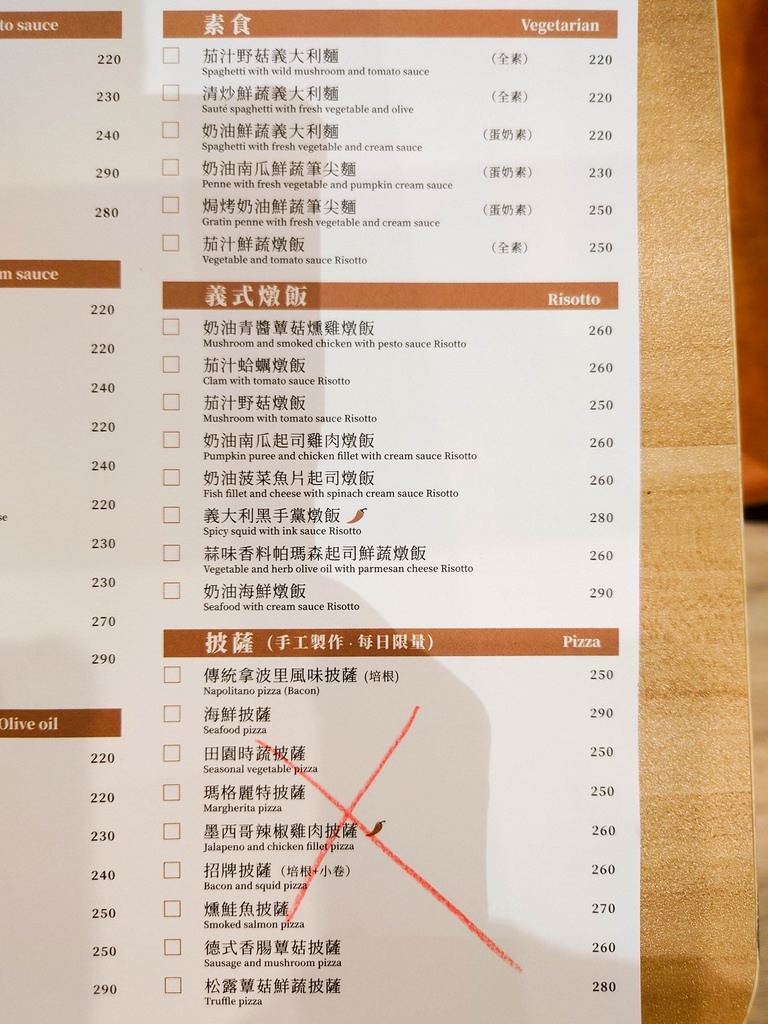 to sauce
220
230
240
290
280
m sauce
220
220
240
220
240
220
se
230
230
270
290
Olive oil
220
220
230
240
250
250
290
素食 Vegetarian
茄汁野菇義大利麵 (全素) 220
Spaghetti with wild mushroom and tomato sauce
清炒鮮蔬義大利麵 (全素) 220
Sauté spaghetti with fresh vegetable and olive
奶油鮮蔬義大利麵 (蛋奶素) 220
Spaghetti with fresh vegetable and cream sauce
奶油南瓜鮮蔬筆尖麵 (蛋奶素) 230
Penne with fresh vegetable and pumpkin cream sauce
焗烤奶油鮮蔬筆尖麵 (蛋奶素) 250
Gratin penne with fresh vegetable and cream sauce
茄汁鮮蔬燉飯 (全素) 250
Vegetable and tomato sauce Risotto
義式燉飯 Risotto
奶油青醬蕈菇燻雞燉飯 260
Mushroom and smoked chicken with pesto sauce Risotto
茄汁蛤蠣燉飯 260
Clam with tomato sauce Risotto
茄汁野菇燉飯 250
Mushroom with tomato sauce Risotto
奶油南瓜起司雞肉燉飯 260
Pumpkin puree and chicken fillet with cream sauce Risotto
奶油菠菜魚片起司燉飯 260
Fish fillet and cheese with spinach cream sauce Risotto
義大利黑手黨燉飯 280
Spicy squid with ink sauce Risotto
蒜味香料帕瑪森起司鮮蔬燉飯 260
Vegetable and herb olive oil with parmesan cheese Risotto
奶油海鮮燉飯 290
Seafood with cream sauce Risotto
披薩 (手工製作·每日限量) Pizza
傳統拿波里風味披薩 (培根) 250
Napolitano pizza (Bacon)
海鮮披薩 290
Seafood pizza
田園時蔬披薩 250
Seasonal vegetable pizza
瑪格麗特披薩 250
Margherita pizza
墨西哥辣椒雞肉披薩 260
Jalapeno and chicken fillet pizza
招牌披薩 (培根+小卷) 260
Bacon and squid pizza
燻鮭魚披薩 270
Smoked salmon pizza
德式香腸蕈菇披薩 260
Sausage and mushroom pizza
松露蕈菇鮮蔬披薩 280
Truffle pizza